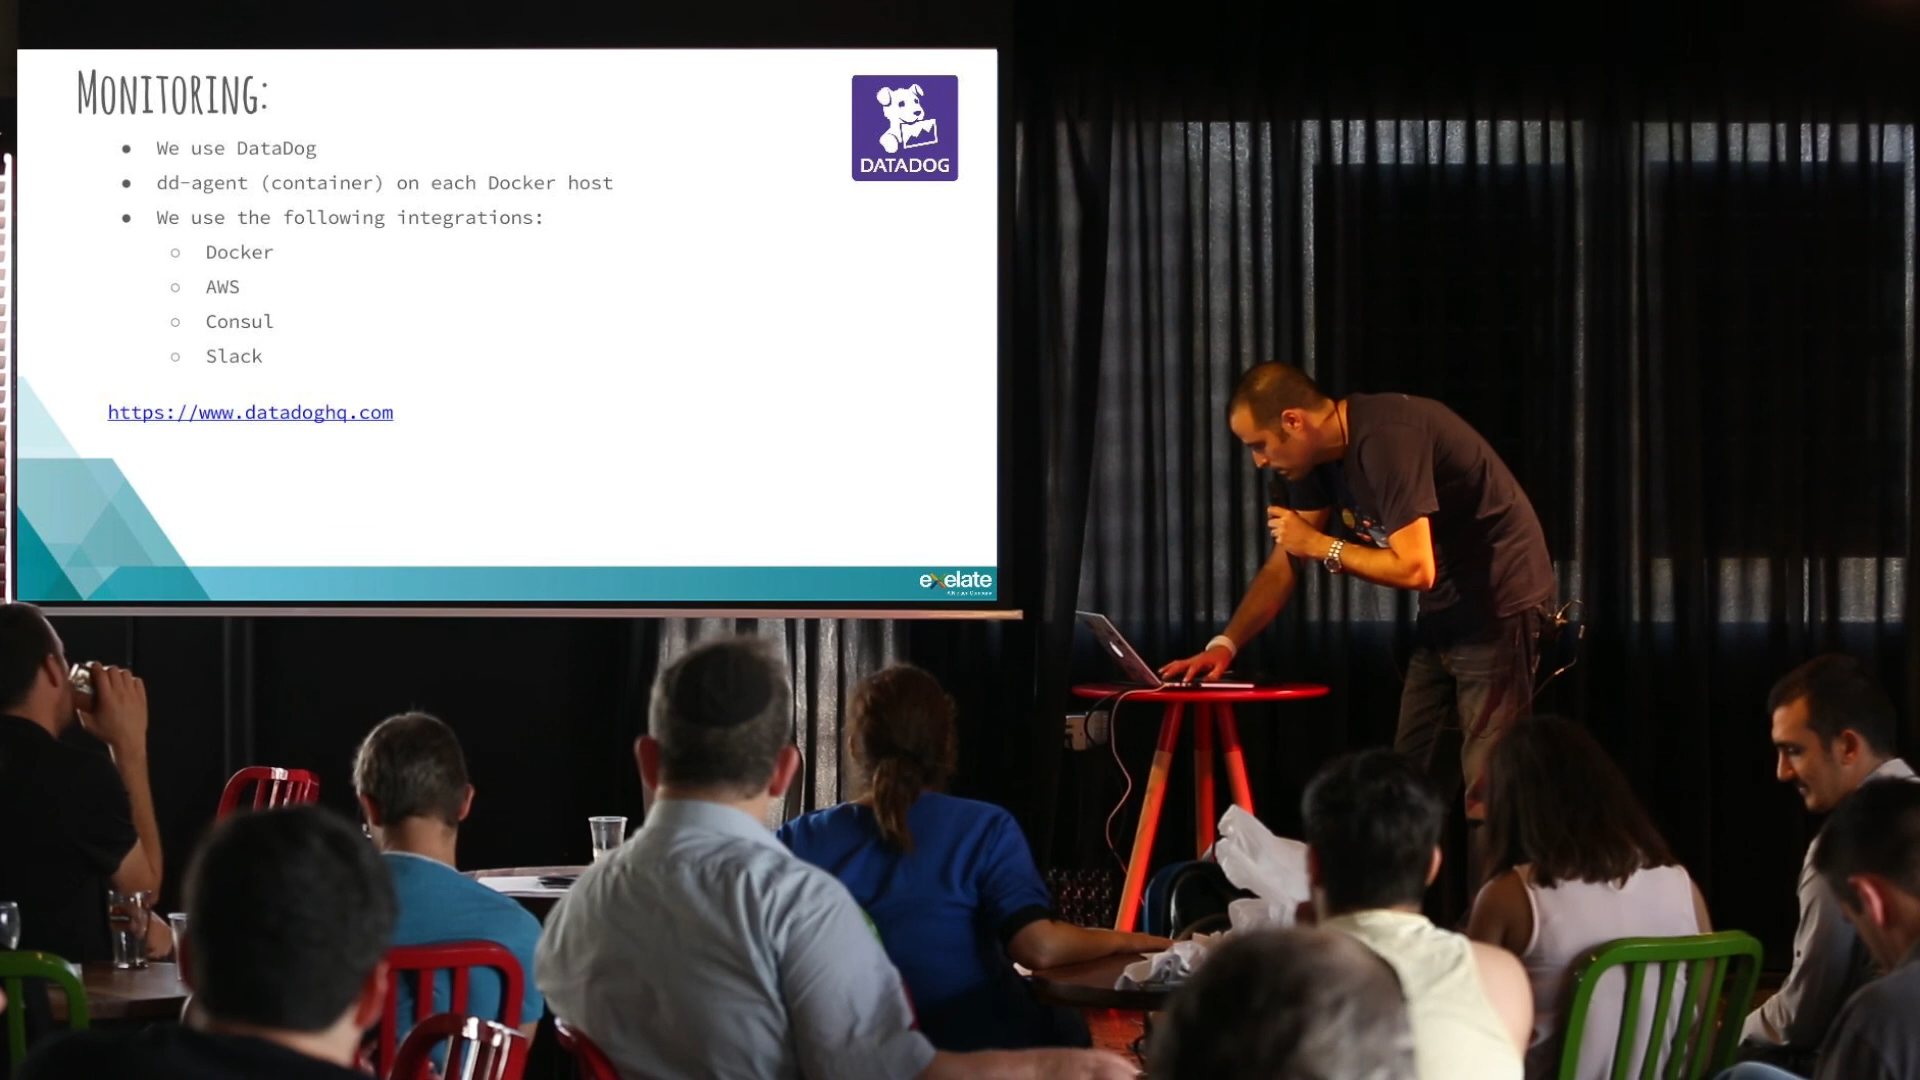 MONITORING:
● We use DataDog
● dd-agent (container) on each Docker host
● We use the following integrations:
○ Docker
○ AWS
○ Consul
○ Slack
https://www.datadoghq.com
DATADOG
exelate